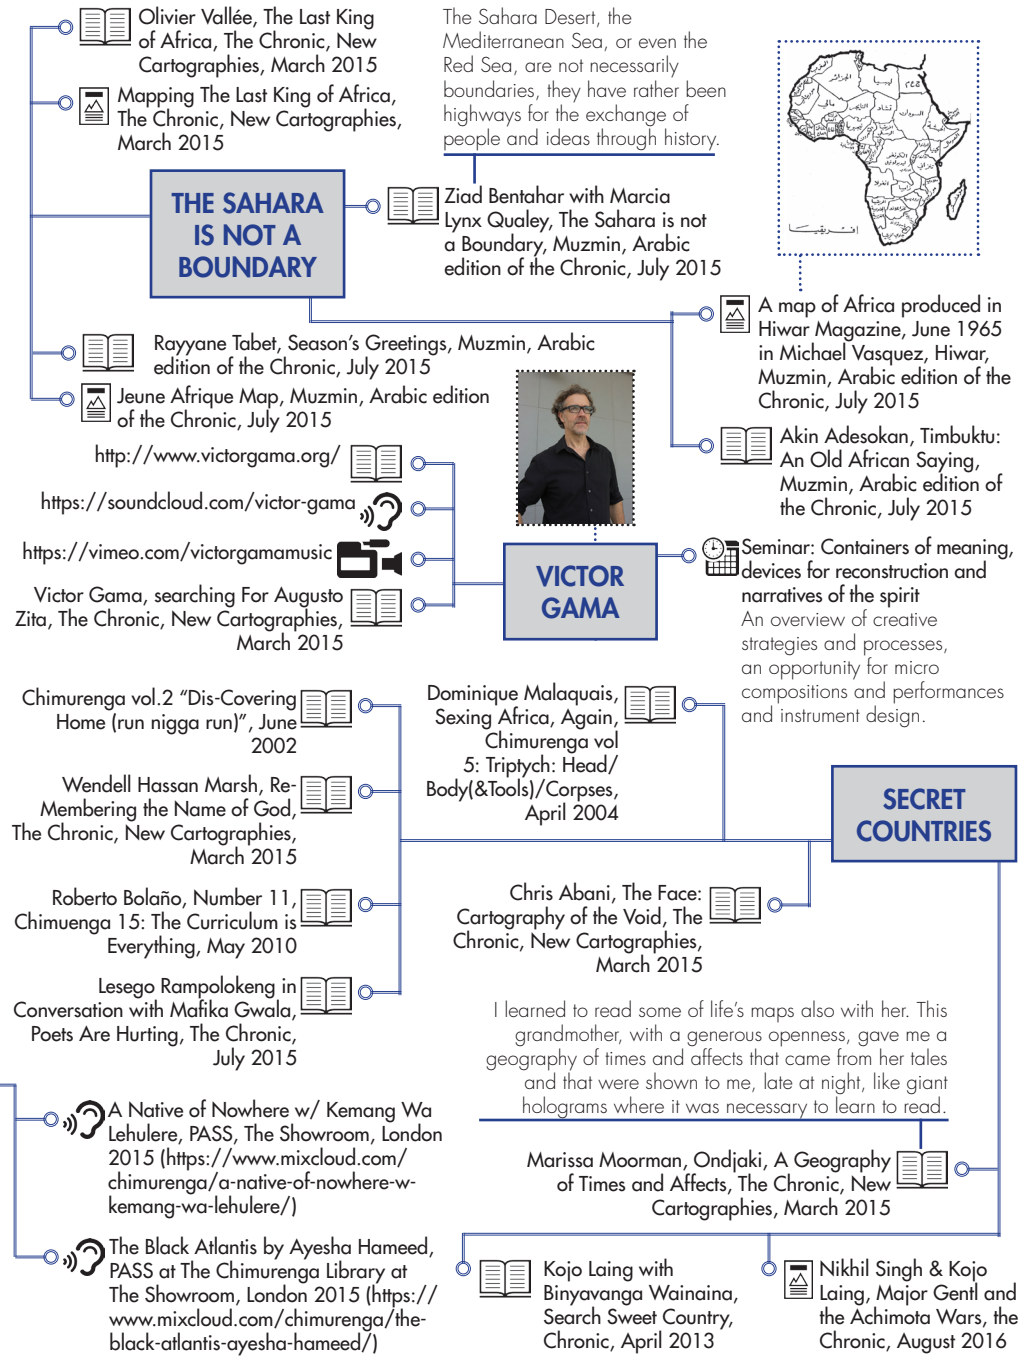 Olivier Vallée, The Last King
of Africa, The Chronic, New
Cartographies, March 2015
Mapping The Last King of Africa,
The Chronic, New Cartographies,
March 2015
The Sahara Desert, the
Mediterranean Sea, or even the
Red Sea, are not necessarily
boundaries, they have rather been
highways for the exchange of
people and ideas through history.
THE SAHARA
IS NOT A
BOUNDARY
Ziad Bentahar with Marcia
Lynx Qualey, The Sahara is not
a Boundary, Muzmin, Arabic
edition of the Chronic, July 2015
A map of Africa produced in
Hiwar Magazine, June 1965
in Michael Vasquez, Hiwar,
Muzmin, Arabic edition of the
Chronic, July 2015
Rayyane Tabet, Season's Greetings, Muzmin, Arabic
edition of the Chronic, July 2015
Jeune Afrique Map, Muzmin, Arabic edition
of the Chronic, July 2015
Akin Adesokan, Timbuktu:
An Old African Saying,
Muzmin, Arabic edition of
the Chronic, July 2015
http://www.victorgama.org/
https://soundcloud.com/victor-gama
https://vimeo.com/victorgamamusic
Victor Gama, searching For Augusto
Zita, The Chronic, New Cartographies,
March 2015
VICTOR
GAMA
Seminar: Containers of meaning,
devices for reconstruction and
narratives of the spirit
An overview of creative
strategies and processes,
an opportunity for micro
compositions and performances
and instrument design.
Chimurenga vol.2 “Dis-Covering
Home (run nigga run)”, June
2002
Wendell Hassan Marsh, Re-
Membering the Name of God,
The Chronic, New Cartographies,
March 2015
Roberto Bolaño, Number 11,
Chimuenga 15: The Curriculum is
Everything, May 2010
Lesego Rampolokeng in
Conversation with Mafika Gwala,
Poets Are Hurting, The Chronic,
July 2015
Dominique Malaquais,
Sexing Africa, Again,
Chimurenga vol
5: Triptych: Head/
Body(&Tools)/Corpses,
April 2004
SECRET
COUNTRIES
Chris Abani, The Face:
Cartography of the Void, The
Chronic, New Cartographies,
March 2015
I learned to read some of life's maps also with her. This
grandmother, with a generous openness, gave me a
geography of times and affects that came from her tales
and that were shown to me, late at night, like giant
holograms where it was necessary to learn to read.
Marissa Moorman, Ondjaki, A Geography
of Times and Affects, The Chronic, New
Cartographies, March 2015
A Native of Nowhere w/ Kemang Wa
Lehulere, PASS, The Showroom, London
2015 (https://www.mixcloud.com/
chimurenga/a-native-of-nowhere-w-
kemang-wa-lehulere/)
The Black Atlantis by Ayesha Hameed,
PASS at The Chimurenga Library at
The Showroom, London 2015 (https://
www.mixcloud.com/chimurenga/the-
black-atlantis-ayesha-hameed/)
Kojo Laing with
Binyavanga Wainaina,
Search Sweet Country,
Chronic, April 2013
Nikhil Singh & Kojo
Laing, Major Gentl and
the Achimota Wars, the
Chronic, August 2016